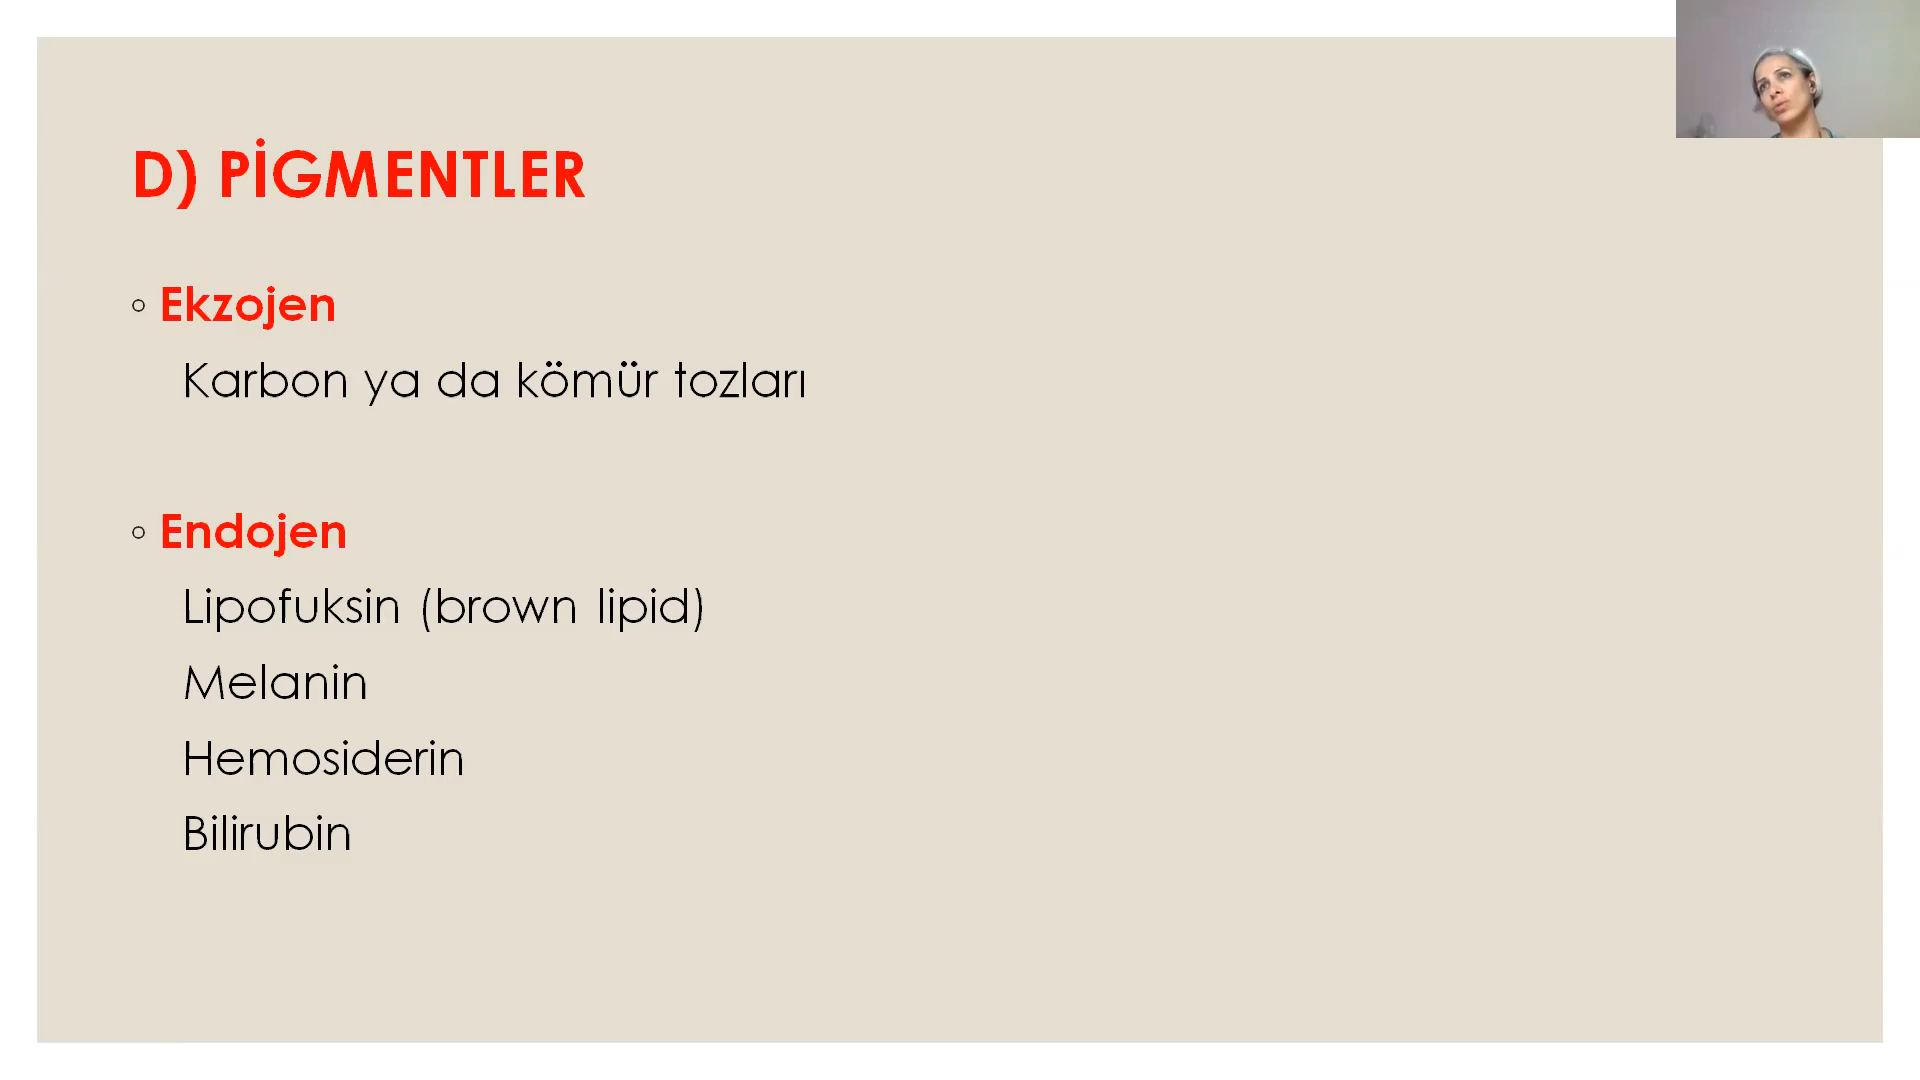 D) PİGMENTLER
◦ Ekzojen
Karbon ya da kömür tozları
◦ Endojen
Lipofuksin (brown lipid)
Melanin
Hemosiderin
Bilirubin